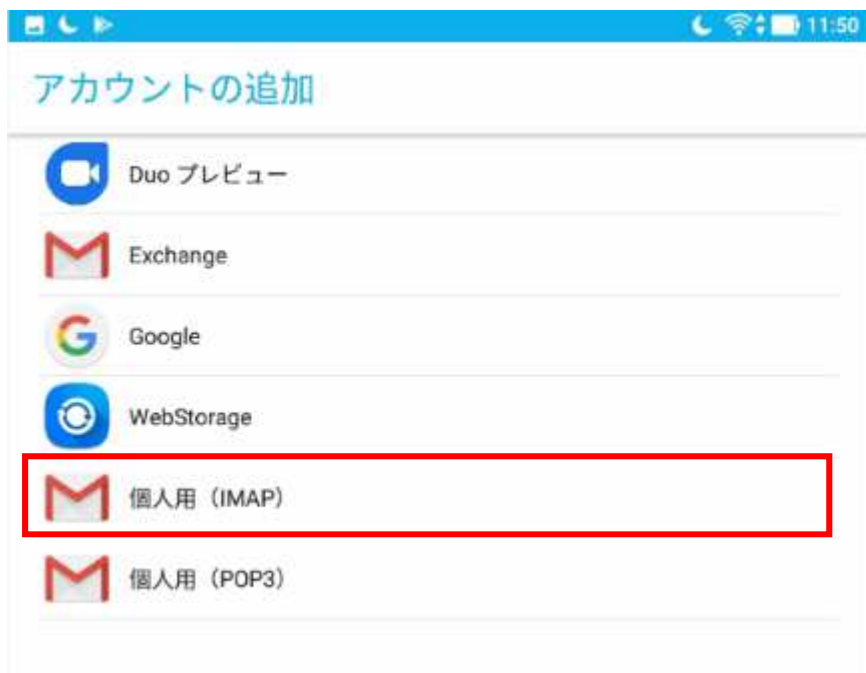 11:50
アカウントの追加
Duo プレビュー
Exchange
Google
WebStorage
個人用（IMAP）
個人用（POP3）